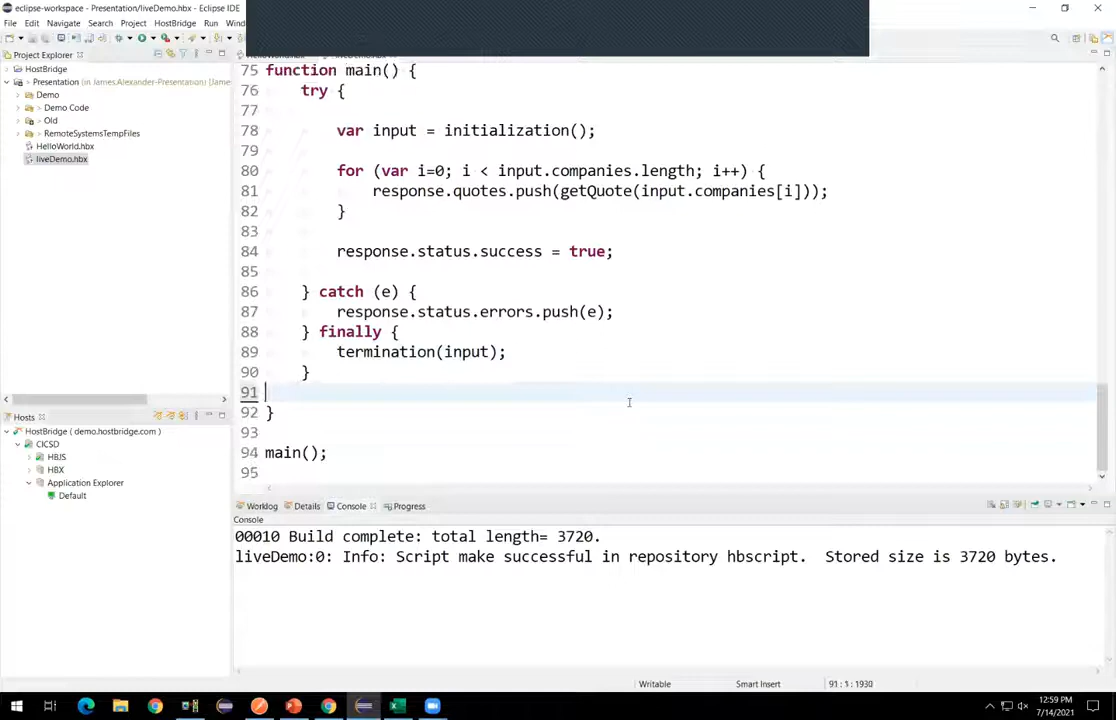 eclipse-workspace - Presentation/liveDemo.hbx - Eclipse IDE
File Edit Navigate Search Project HostBridge Run
Project Explorer
HostBridge
Presentation (in James.Alexander-Presentation) [Jame
Demo
> Demo Code
> Old
> RemoteSystemsTempFiles
HelloWorld.hbx
liveDemo.hbx
75 function main() {
76 try {
77
78 var input = initialization();
79
80 for (var i=0; i < input.companies.length; i++) {
81 response.quotes.push(getQuote(input.companies[i]));
82 }
83
84 response.status.success = true;
85
86 } catch (e) {
87 response.status.errors.push(e);
88 } finally {
89 termination(input);
90 }
91
92 }
93
94 main();
95
Hosts
HostBridge ( demo.hostbridge.com )
CICSD
HBJS
HBX
Application Explorer
Default
Worklog Details Console Progress
Console
00010 Build complete: total length= 3720.
liveDemo:0: Info: Script make successful in repository hbscript. Stored size is 3720 bytes.
Writable Smart Insert 91 : 1 : 1930
12:59 PM
7/14/2021